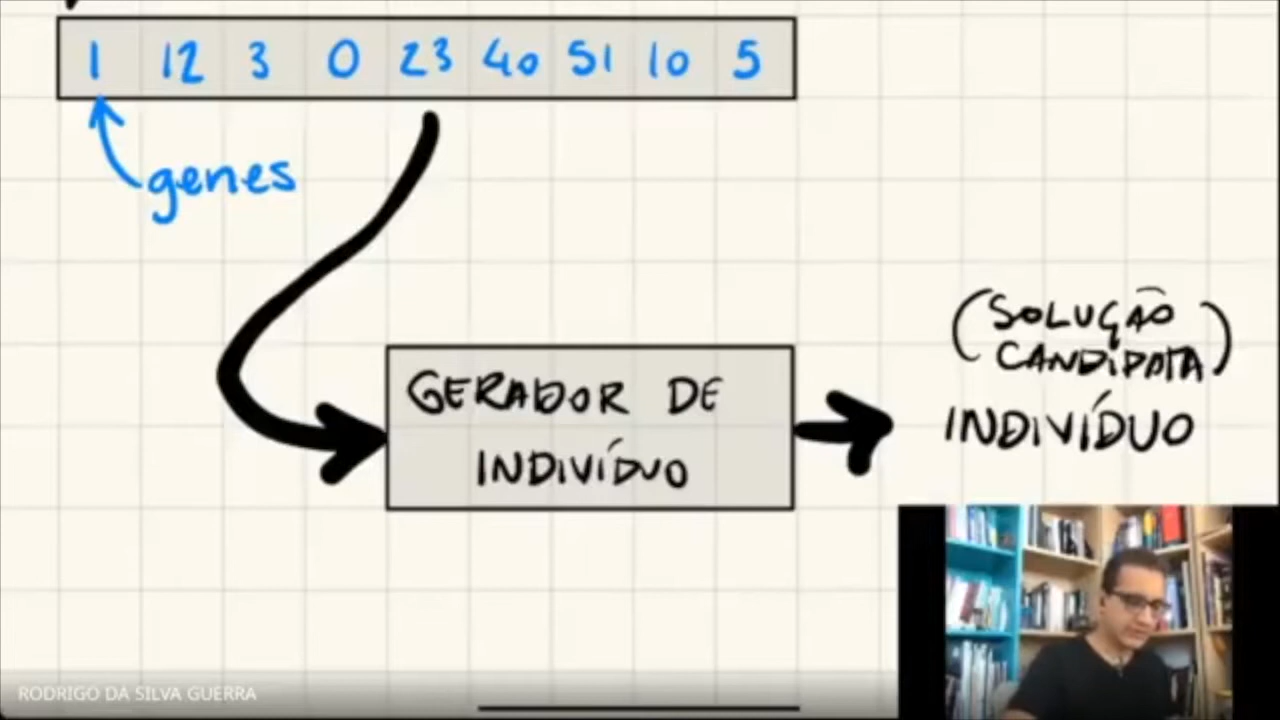 1 12 3 0 23 40 51 10 5
genes
(SOLUÇÃO
CANDIDATA)
GERADOR DE
INDIVÍDUO
INDIVÍDUO
RODRIGO DA SILVA GUERRA